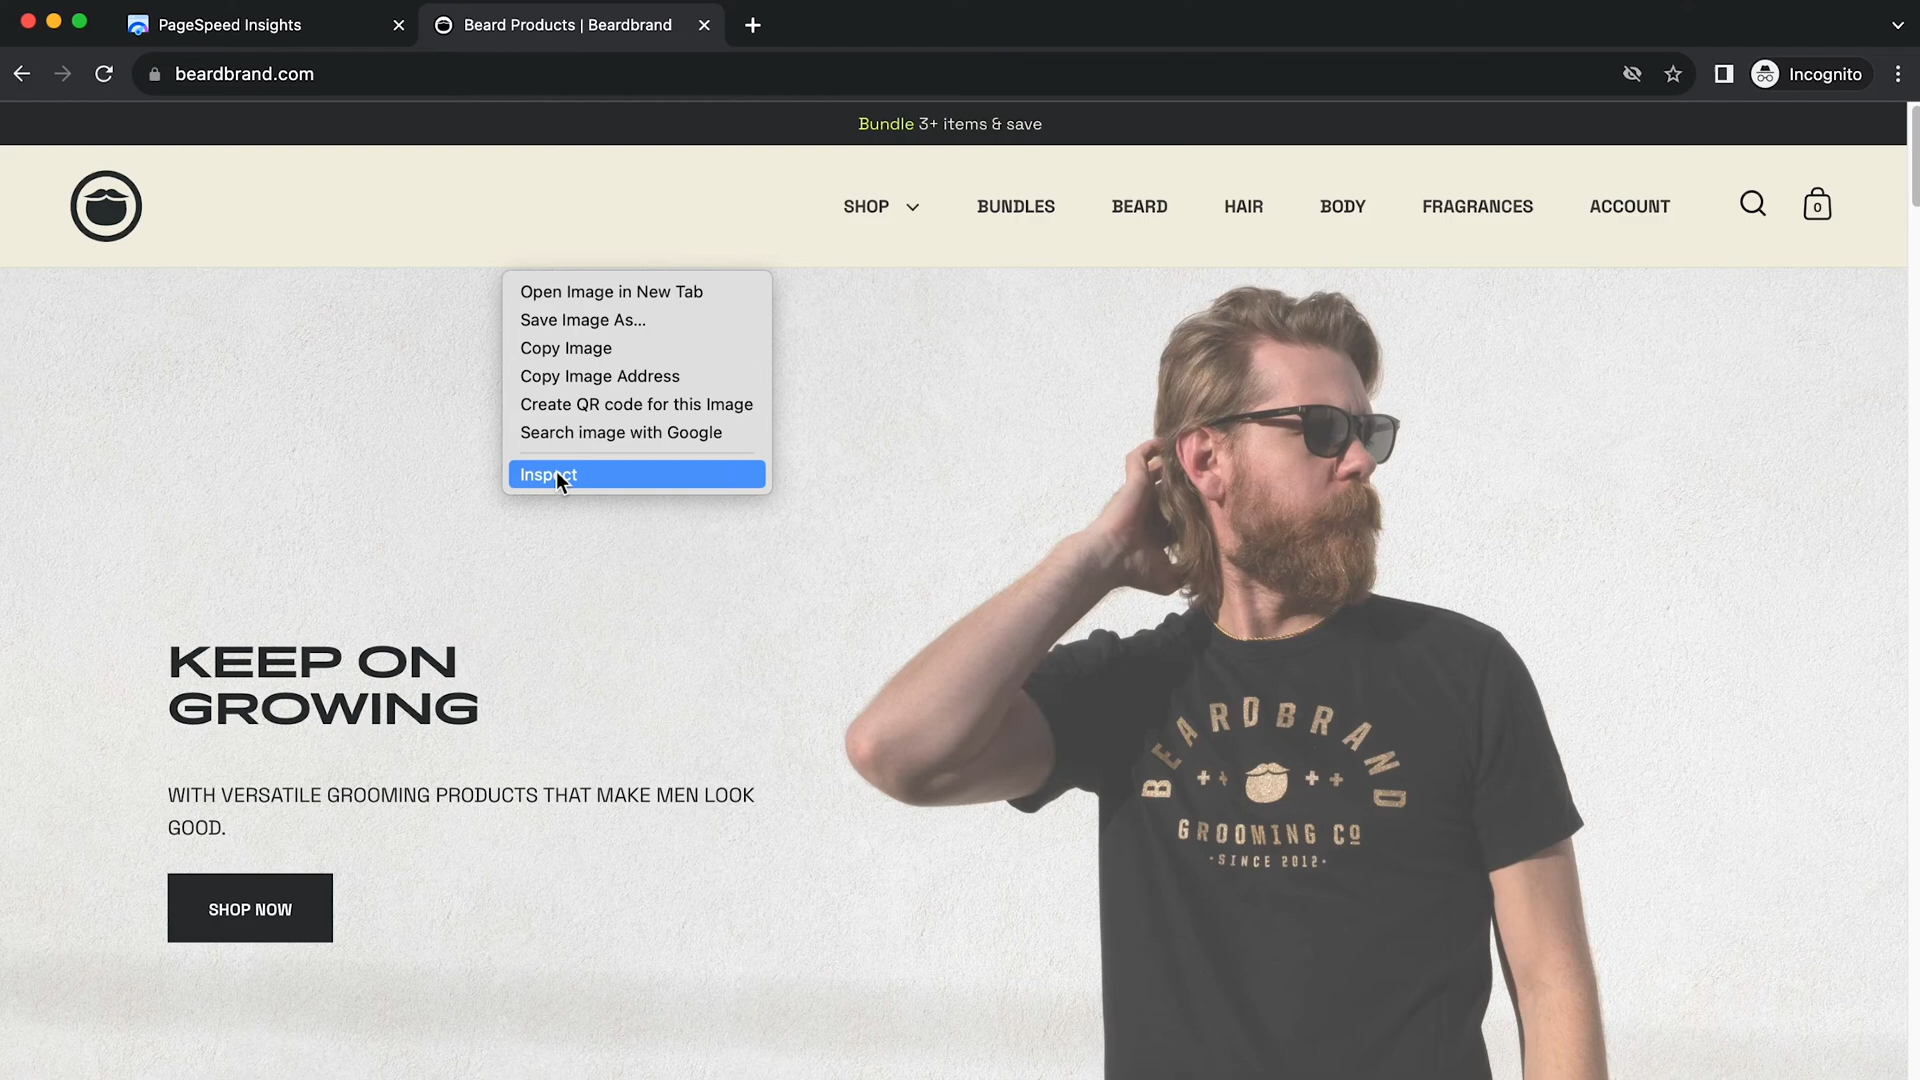 PageSpeed Insights
Beard Products | Beardbrand
beardbrand.com
Incognito
Bundle 3+ items & save
SHOP
BUNDLES
BEARD
HAIR
BODY
FRAGRANCES
ACCOUNT
0
Open Image in New Tab
Save Image As...
Copy Image
Copy Image Address
Create QR code for this Image
Search image with Google
Inspect
KEEP ON
GROWING
WITH VERSATILE GROOMING PRODUCTS THAT MAKE MEN LOOK
GOOD.
SHOP NOW
BEARDBRAND
GROOMING CO
·SINCE 2012·